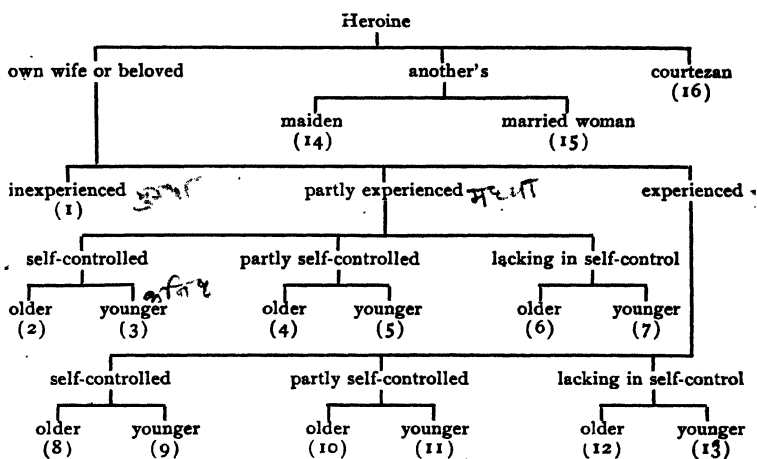 Heroine
own wife or beloved another's courtezan
(16)
maiden married woman
(14) (15)
inexperienced partly experienced मध्या experienced
(1)
self-controlled partly self-controlled lacking in self-control
older younger older younger older younger
(2) (3) (4) (5) (6) (7)
self-controlled partly self-controlled lacking in self-control
older younger older younger older younger
(8) (9) (10) (11) (12) (13)